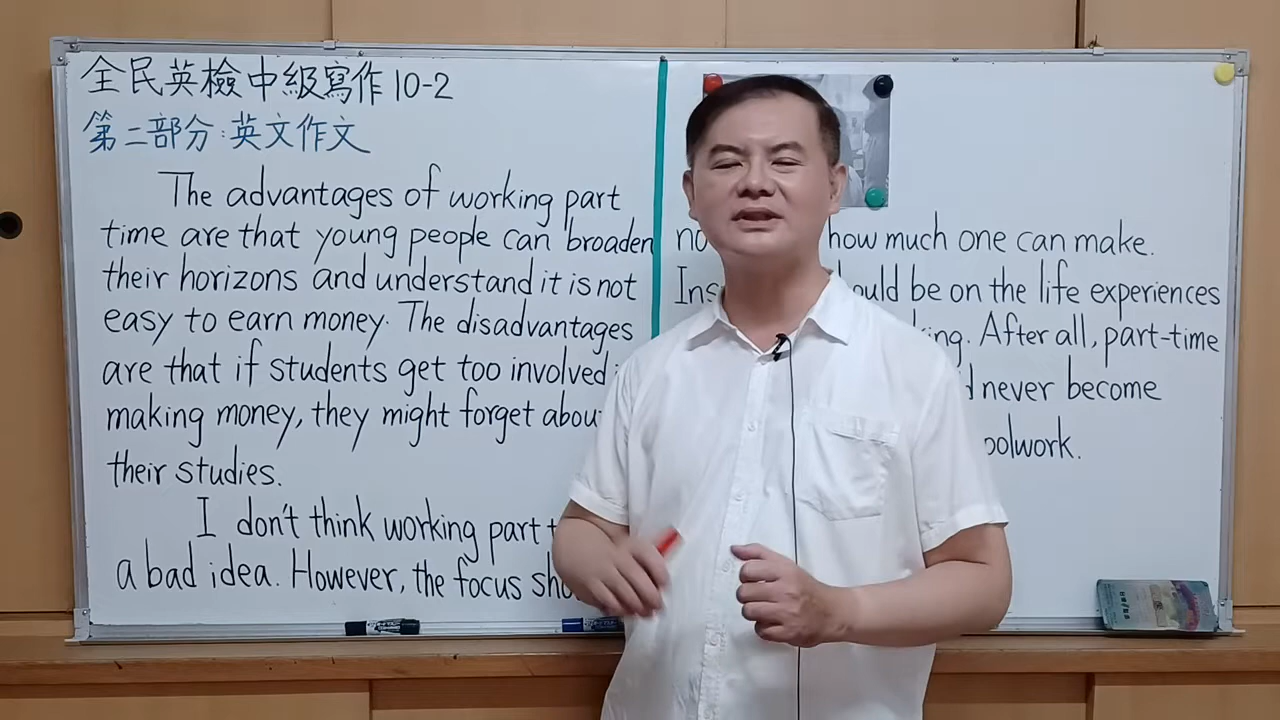 全民英檢中級寫作 10-2
第二部分:英文作文
The advantages of working part
time are that young people can broaden
their horizons and understand it is not
easy to earn money. The disadvantages
are that if students get too involved
making money, they might forget abou
their studies.
I don't think working part t
a bad idea. However, the focus sho
no how much one can make.
Ins ould be on the life experiences
ing. After all, part-time
d never become
oolwork.